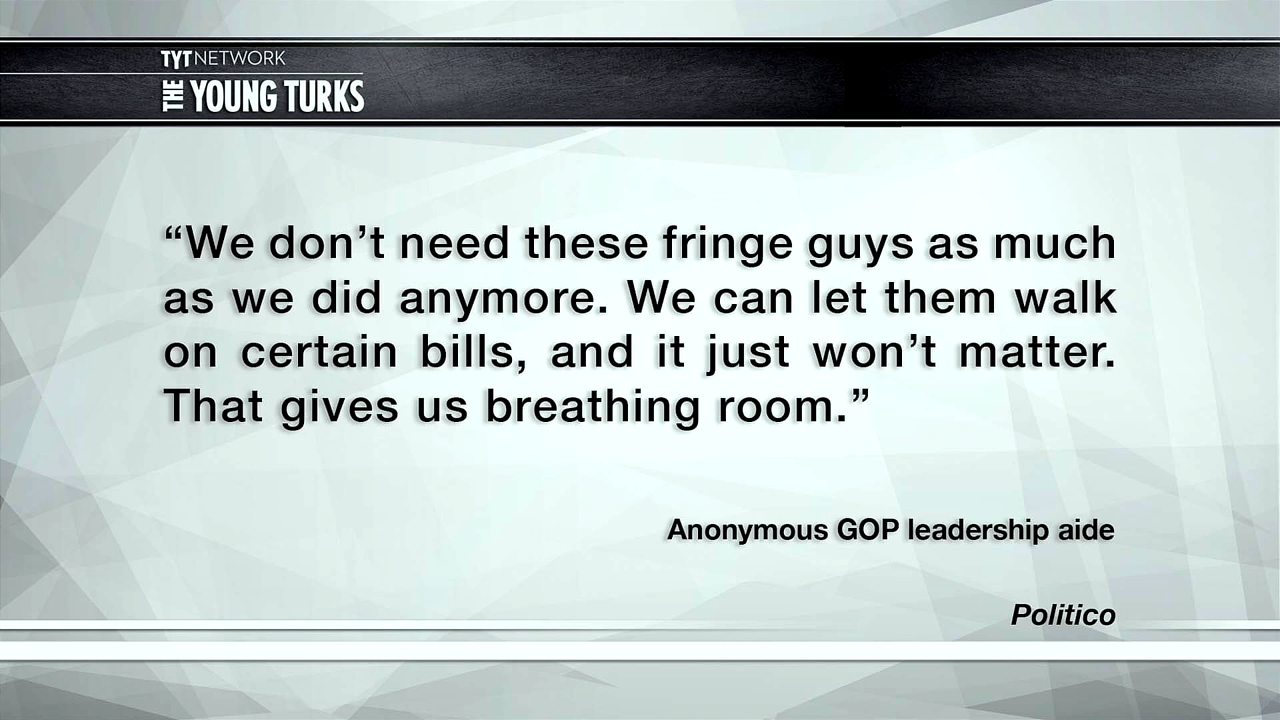 TYT NETWORK
THE YOUNG TURKS
“We don’t need these fringe guys as much
as we did anymore. We can let them walk
on certain bills, and it just won’t matter.
That gives us breathing room.”
Anonymous GOP leadership aide
Politico